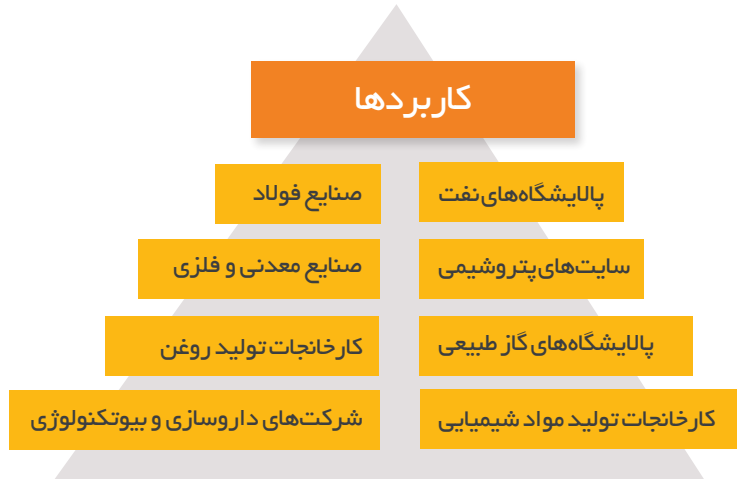 کاربردها
پالایشگاه‌های نفت
صنایع فولاد
سایت‌های پتروشیمی
صنایع معدنی و فلزی
پالایشگاه‌های گاز طبیعی
کارخانجات تولید روغن
کارخانجات تولید مواد شیمیایی
شرکت‌های داروسازی و بیوتکنولوژی